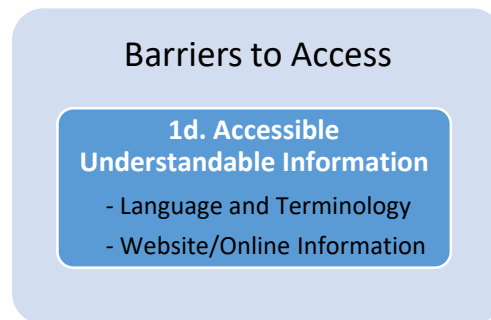 Barriers to Access
1d. Accessible
Understandable Information
- Language and Terminology
- Website/Online Information